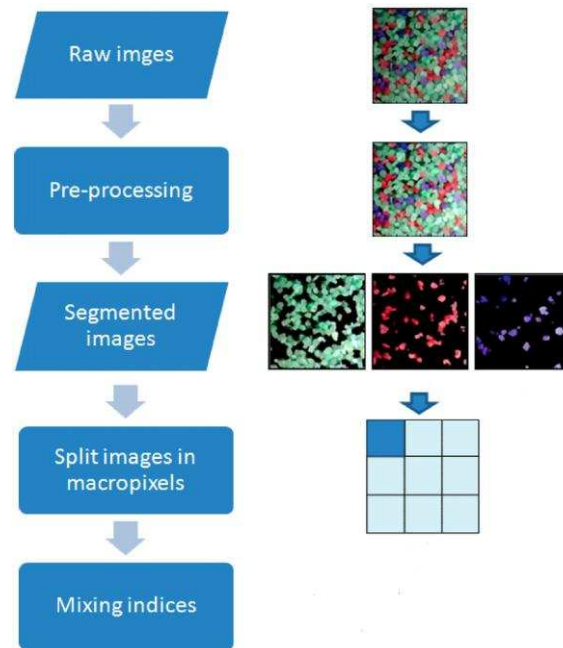 Raw imges
Pre-processing
Segmented
images
Split images in
macropixels
Mixing indices